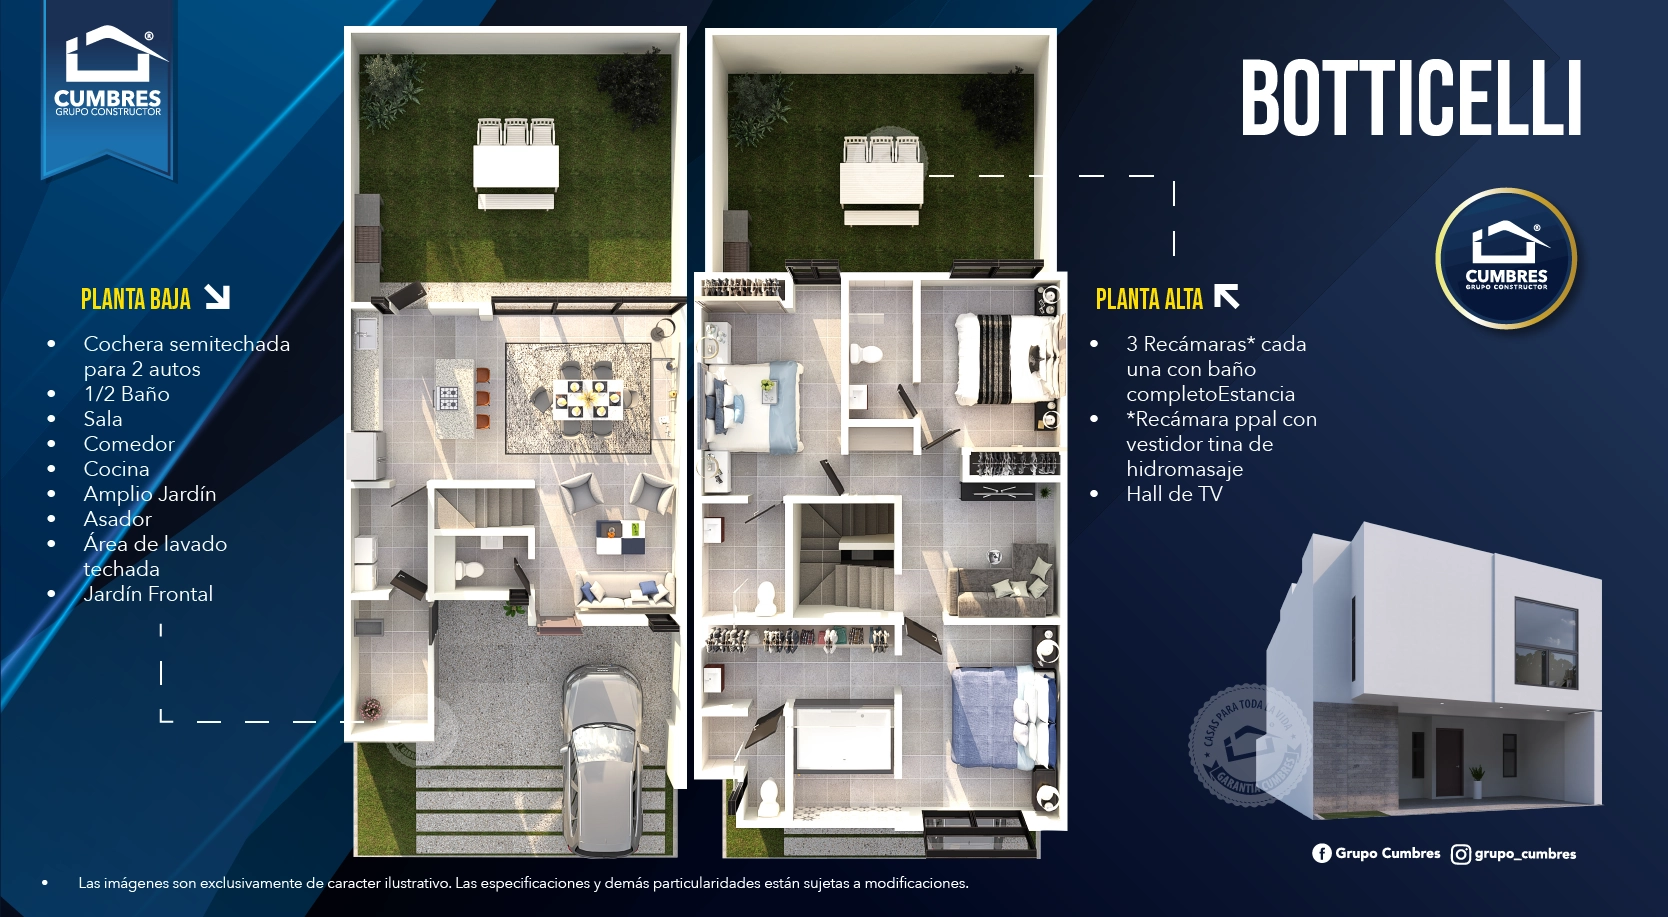 CUMBRES
GRUPO CONSTRUCTOR
BOTTICELLI
CUMBRES
GRUPO CONSTRUCTOR
PLANTA BAJA
• Cochera semitechada
para 2 autos
• 1/2 Baño
• Sala
• Comedor
• Cocina
• Amplio Jardín
• Asador
• Área de lavado
techada
• Jardín Frontal
PLANTA ALTA
• 3 Recámaras* cada
una con baño
completoEstancia
• *Recámara ppal con
vestidor tina de
hidromasaje
• Hall de TV
CASAS PARA TODA LA VIDA
GARANTÍA CUMBRES
Grupo Cumbres grupo_cumbres
• Las imágenes son exclusivamente de caracter ilustrativo. Las especificaciones y demás particularidades están sujetas a modificaciones.